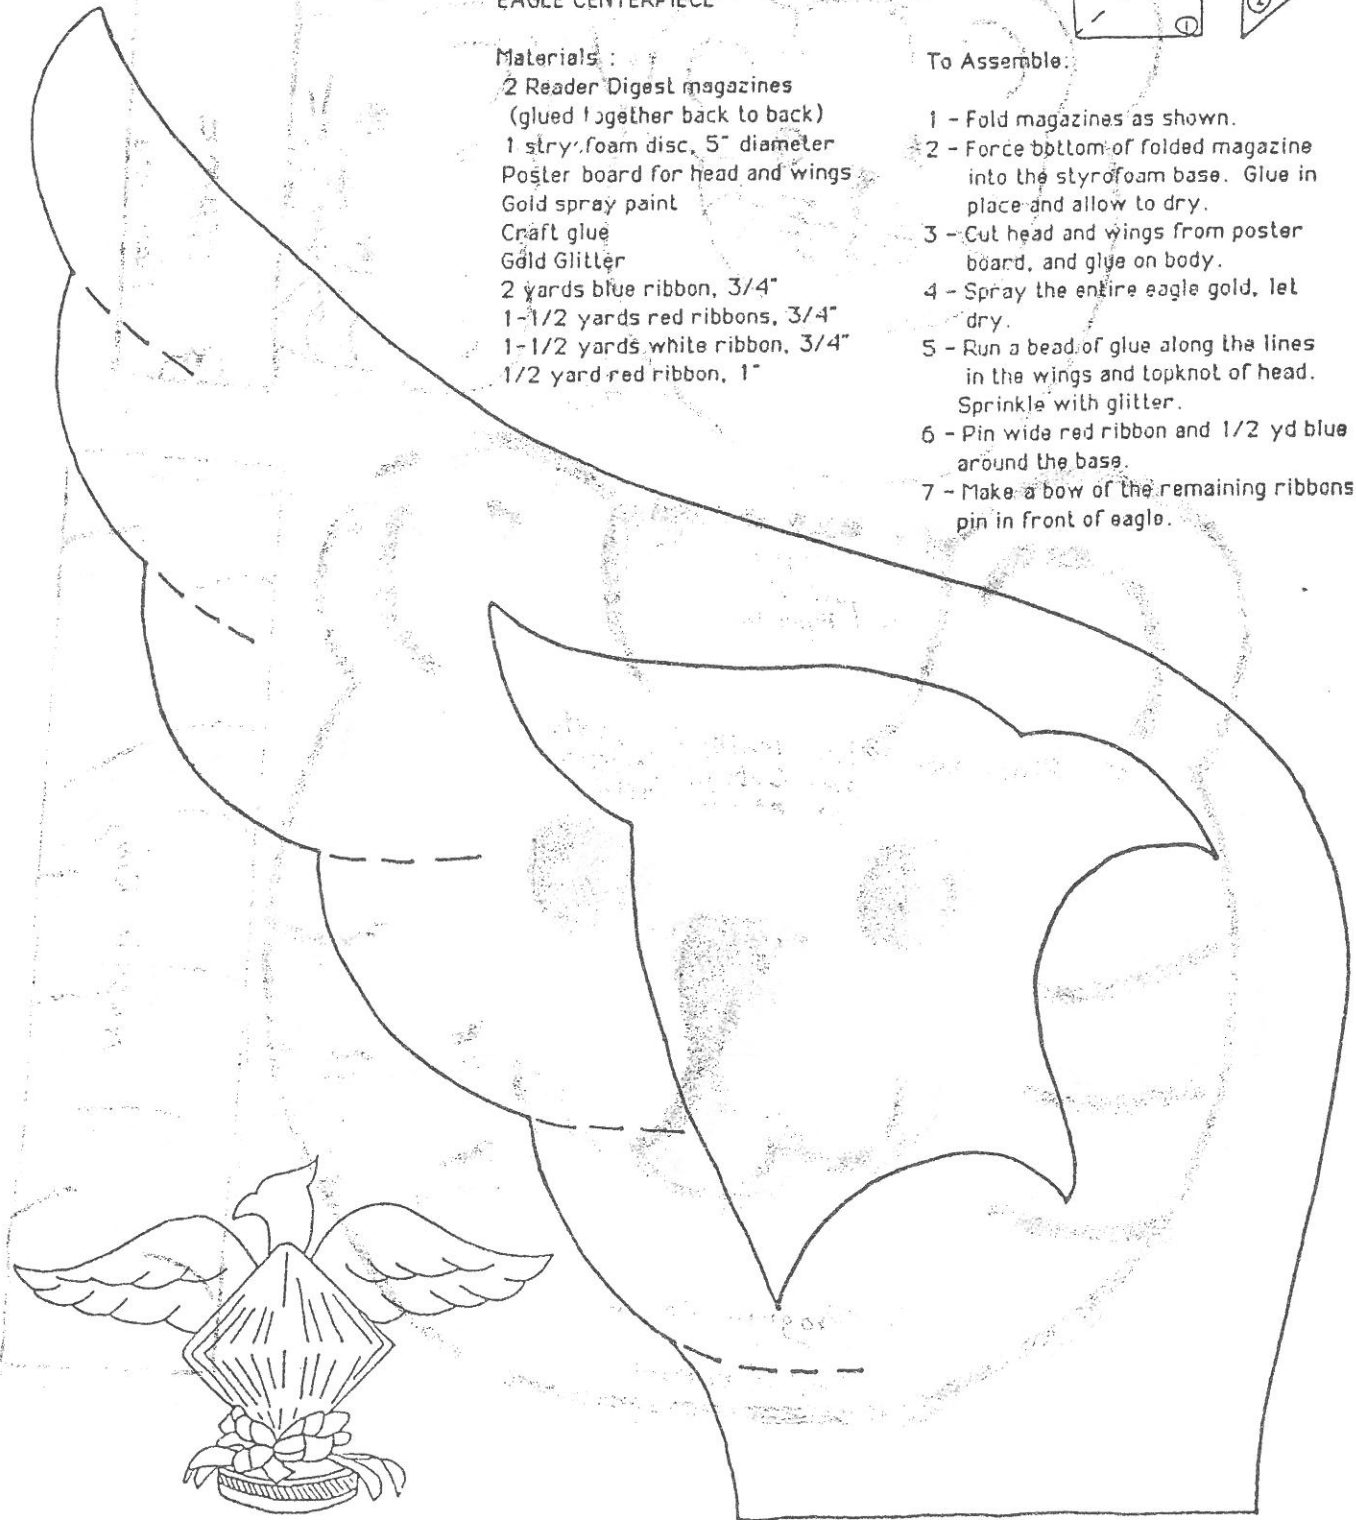 EAGLE CENTERPIECE
Materials :
2 Reader Digest magazines
(glued together back to back)
1 styrofoam disc, 5" diameter
Poster board for head and wings
Gold spray paint
Craft glue
Gold Glitter
2 yards blue ribbon, 3/4"
1-1/2 yards red ribbons, 3/4"
1-1/2 yards white ribbon, 3/4"
1/2 yard red ribbon, 1"
1
2
To Assemble:
1 - Fold magazines as shown.
2 - Force bottom of folded magazine
into the styrofoam base. Glue in
place and allow to dry.
3 - Cut head and wings from poster
board, and glue on body.
4 - Spray the entire eagle gold, let
dry.
5 - Run a bead of glue along the lines
in the wings and topknot of head.
Sprinkle with glitter.
6 - Pin wide red ribbon and 1/2 yd blue
around the base.
7 - Make a bow of the remaining ribbons
pin in front of eagle.